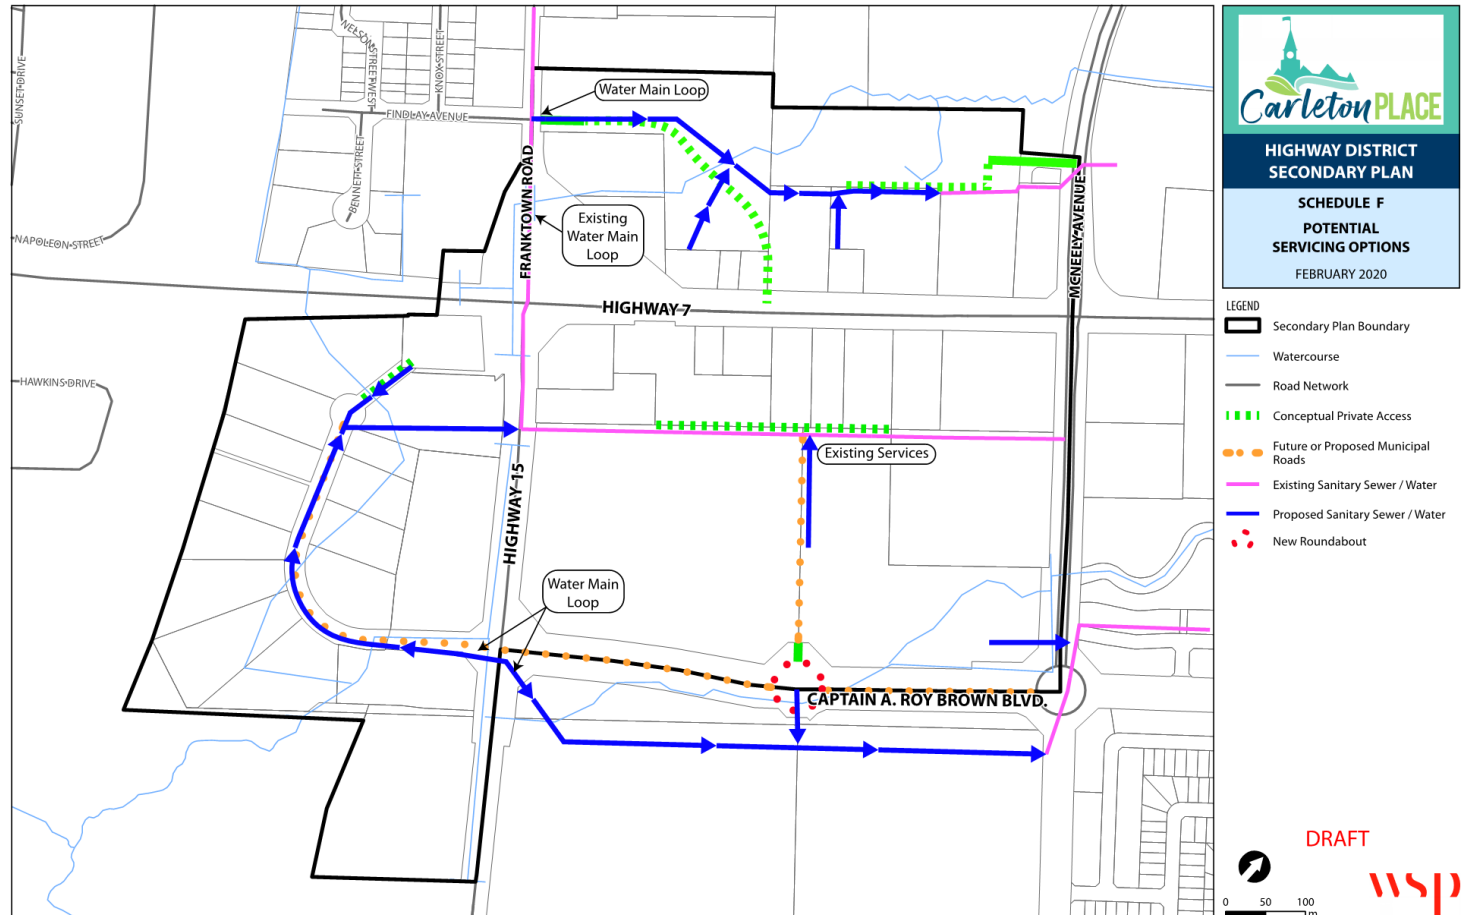 SUNSET DRIVE
NELSON STREET WEST
KNOX STREET
FINDLAY AVENUE
BENNETT STREET
NAPOLEON STREET
HAWKINS DRIVE
FRANKTOWN ROAD
Water Main Loop
Existing
Water Main
Loop
HIGHWAY 7
MCNEELY AVENUE
HIGHWAY 15
Existing Services
Water Main
Loop
CAPTAIN A. ROY BROWN BLVD.
Carleton PLACE
HIGHWAY DISTRICT
SECONDARY PLAN
SCHEDULE F
POTENTIAL
SERVICING OPTIONS
FEBRUARY 2020
LEGEND
Secondary Plan Boundary
Watercourse
Road Network
Conceptual Private Access
Future or Proposed Municipal
Roads
Existing Sanitary Sewer / Water
Proposed Sanitary Sewer / Water
New Roundabout
DRAFT
wsp
0 50 100
m